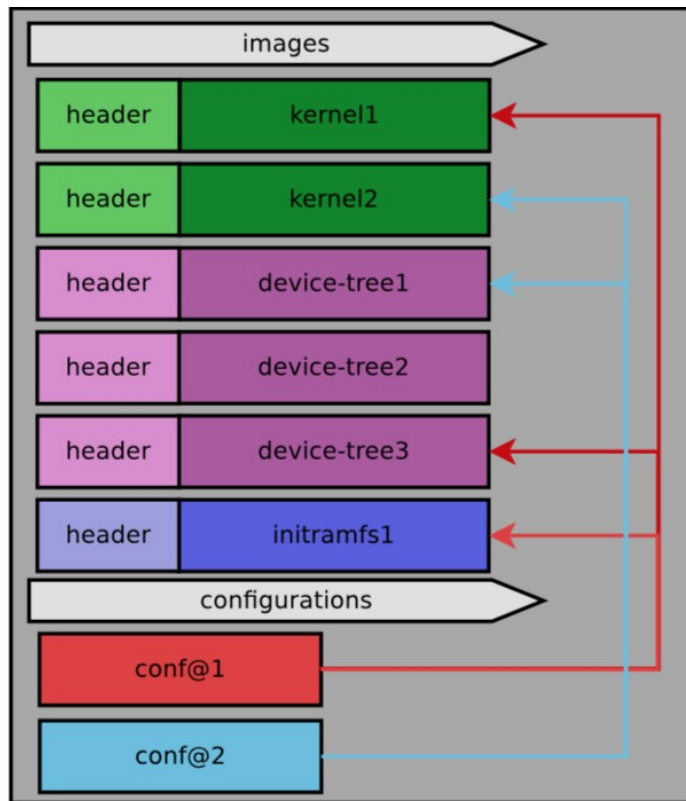 images
header kernel1
header kernel2
header device-tree1
header device-tree2
header device-tree3
header initramfs1
configurations
conf@1
conf@2